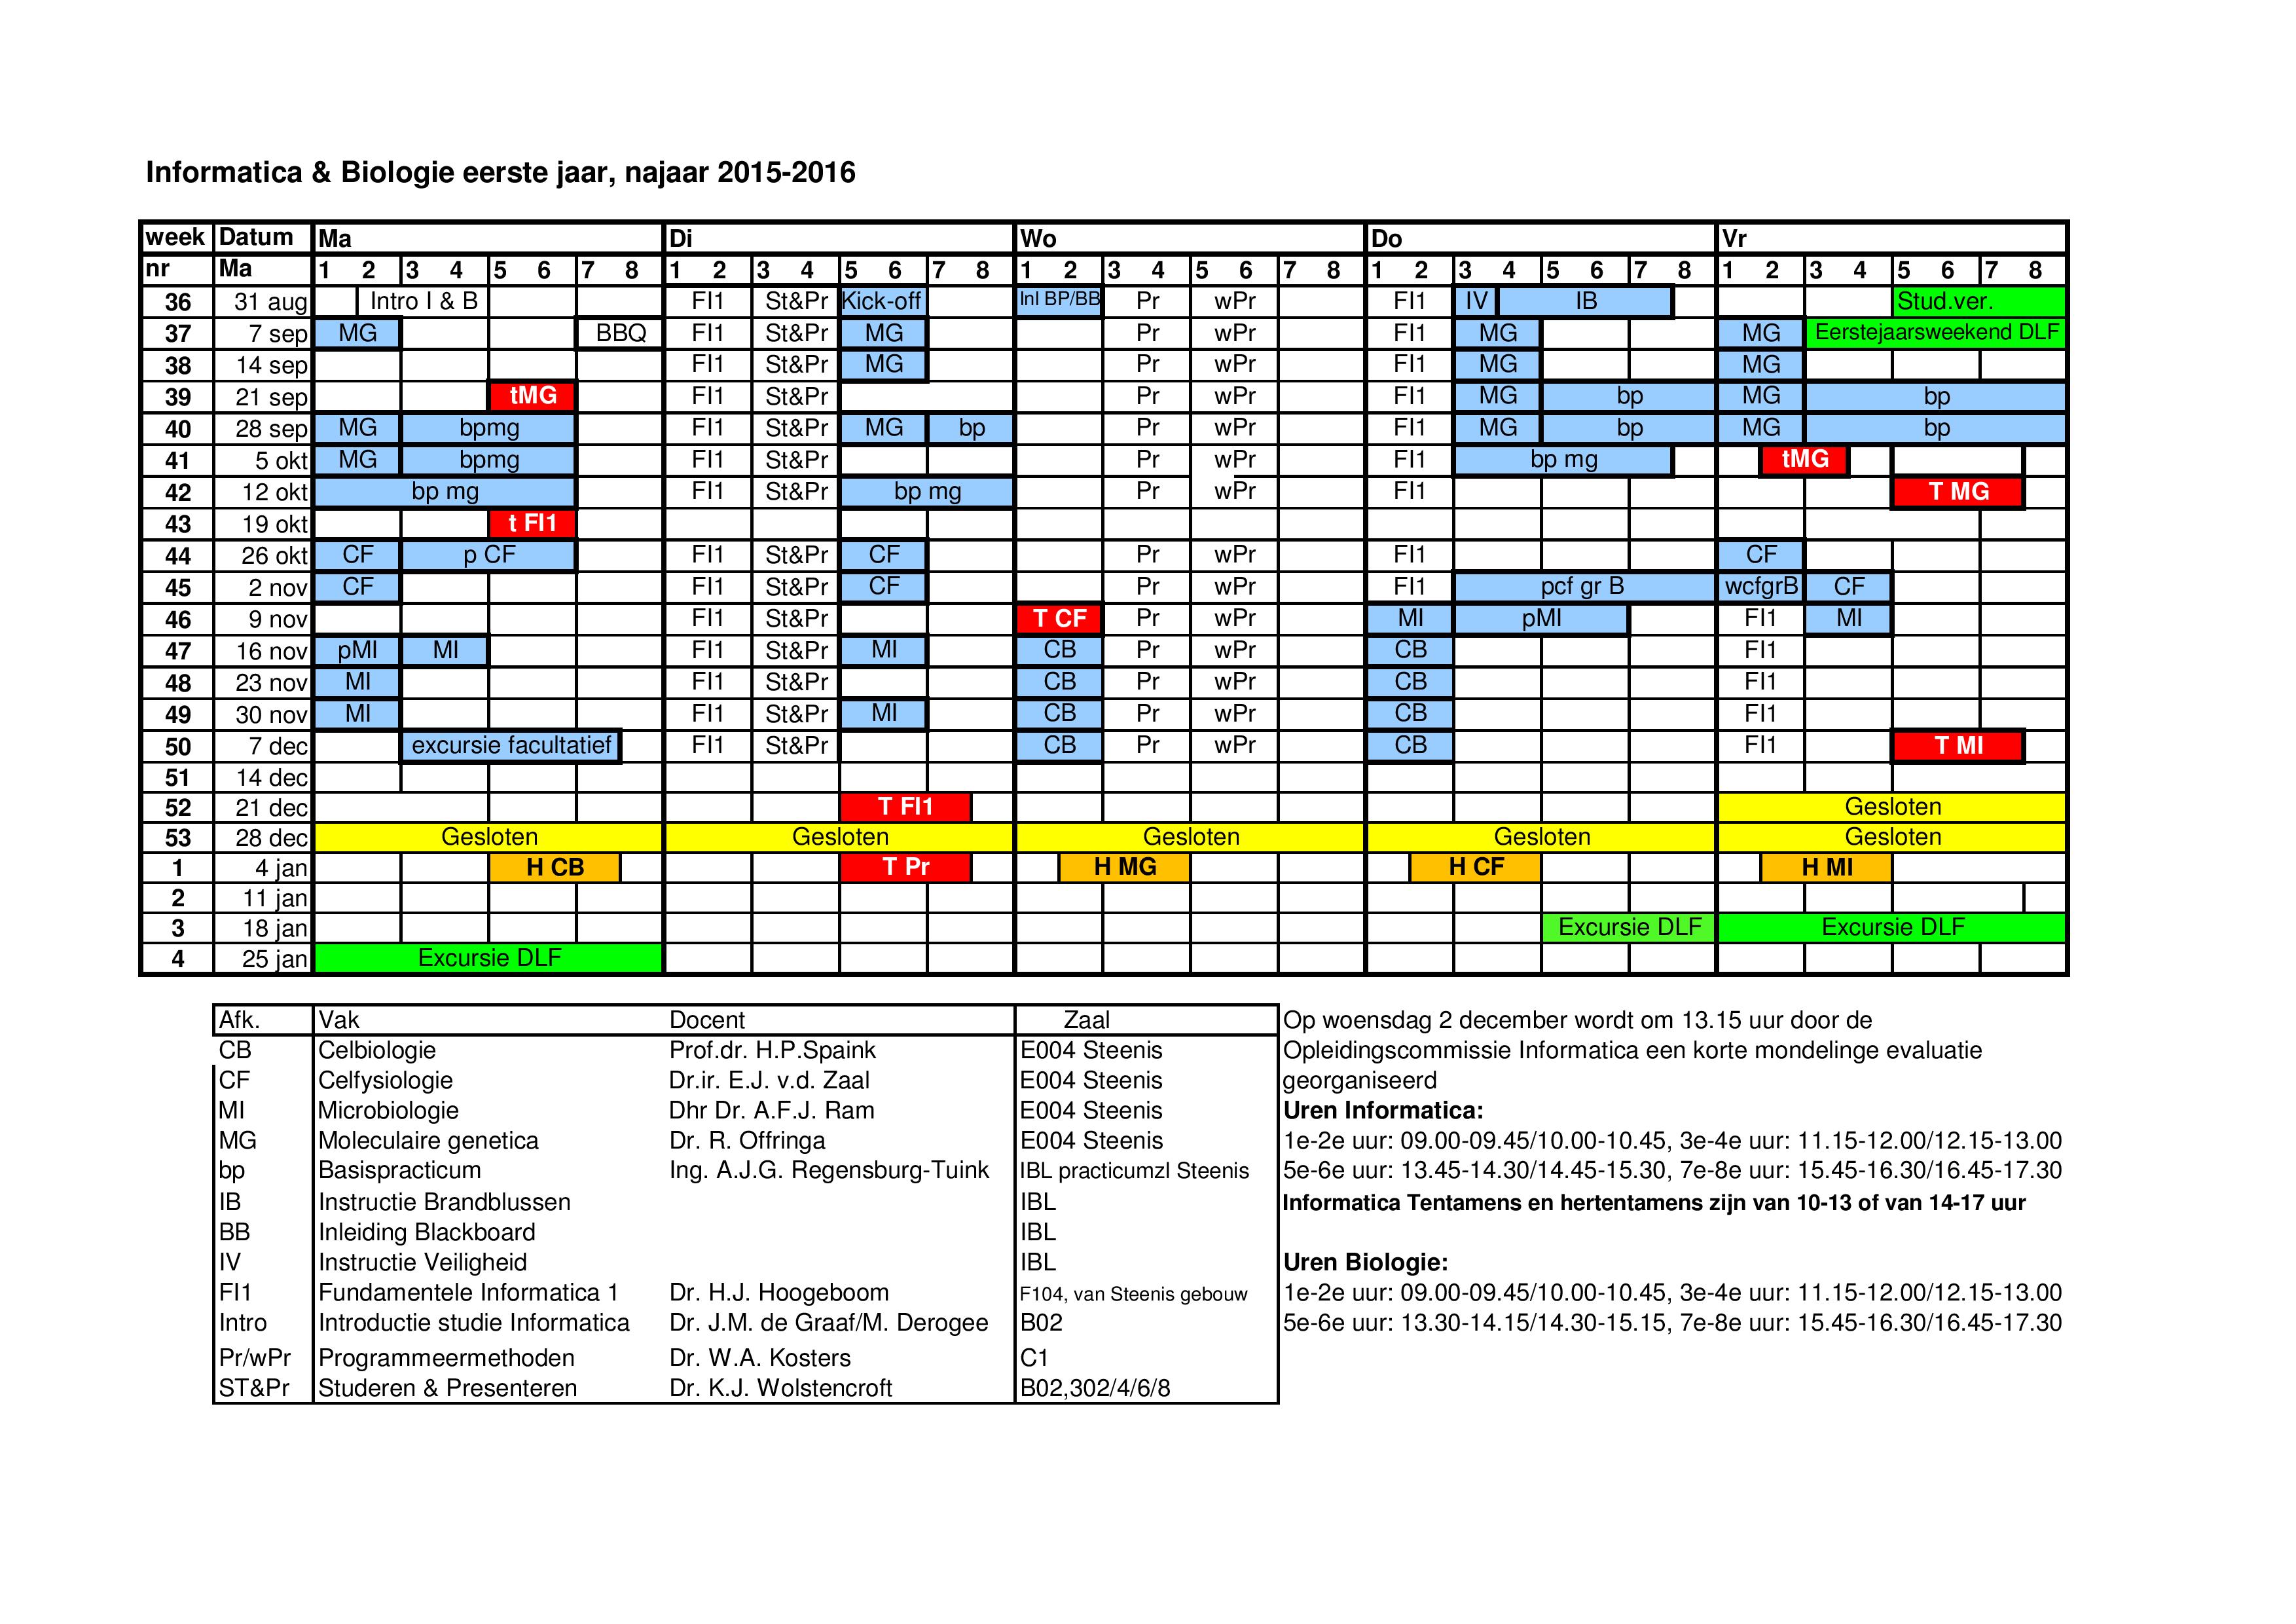 Informatica & Biologie eerste jaar, najaar 2015-2016
week Datum Ma Di Wo Do Vr
nr Ma 1 2 3 4 5 6 7 8 1 2 3 4 5 6 7 8 1 2 3 4 5 6 7 8 1 2 3 4 5 6 7 8 1 2 3 4 5 6 7 8
36 31 aug Intro I & B FI1 St&Pr Kick-off Inl BP/BB Pr wPr FI1 IV IB Stud.ver.
37 7 sep MG BBQ FI1 St&Pr MG Pr wPr FI1 MG MG Eerstejaarsweekend DLF
38 14 sep FI1 St&Pr MG Pr wPr FI1 MG MG
39 21 sep tMG FI1 St&Pr Pr wPr FI1 MG bp MG bp
40 28 sep MG bpmg FI1 St&Pr MG bp Pr wPr FI1 MG bp MG bp
41 5 okt MG bpmg FI1 St&Pr Pr wPr FI1 bp mg tMG
42 12 okt bp mg FI1 St&Pr bp mg Pr wPr FI1 T MG
43 19 okt t FI1
44 26 okt CF p CF FI1 St&Pr CF Pr wPr FI1 CF
45 2 nov CF FI1 St&Pr CF Pr wPr FI1 pcf gr B wcfgrB CF
46 9 nov FI1 St&Pr T CF Pr wPr MI pMI FI1 MI
47 16 nov pMI MI FI1 St&Pr MI CB Pr wPr CB FI1
48 23 nov MI FI1 St&Pr CB Pr wPr CB FI1
49 30 nov MI FI1 St&Pr MI CB Pr wPr CB FI1
50 7 dec excursie facultatief FI1 St&Pr CB Pr wPr CB FI1 T MI
51 14 dec
52 21 dec T FI1 Gesloten
53 28 dec Gesloten Gesloten Gesloten Gesloten Gesloten
1 4 jan H CB T Pr H MG H CF H MI
2 11 jan
3 18 jan Excursie DLF Excursie DLF
4 25 jan Excursie DLF
Afk. Vak Docent Zaal
CB Celbiologie Prof.dr. H.P.Spaink E004 Steenis
CF Celfysiologie Dr.ir. E.J. v.d. Zaal E004 Steenis
MI Microbiologie Dhr Dr. A.F.J. Ram E004 Steenis
MG Moleculaire genetica Dr. R. Offringa E004 Steenis
bp Basispracticum Ing. A.J.G. Regensburg-Tuink IBL practicumzl Steenis
IB Instructie Brandblussen IBL
BB Inleiding Blackboard IBL
IV Instructie Veiligheid IBL
FI1 Fundamentele Informatica 1 Dr. H.J. Hoogeboom F104, van Steenis gebouw
Intro Introductie studie Informatica Dr. J.M. de Graaf/M. Derogee B02
Pr/wPr Programmeermethoden Dr. W.A. Kosters C1
ST&Pr Studeren & Presenteren Dr. K.J. Wolstencroft B02,302/4/6/8
Op woensdag 2 december wordt om 13.15 uur door de
Opleidingscommissie Informatica een korte mondelinge evaluatie
georganiseerd
Uren Informatica:
1e-2e uur: 09.00-09.45/10.00-10.45, 3e-4e uur: 11.15-12.00/12.15-13.00
5e-6e uur: 13.45-14.30/14.45-15.30, 7e-8e uur: 15.45-16.30/16.45-17.30
Informatica Tentamens en hertentamens zijn van 10-13 of van 14-17 uur
Uren Biologie:
1e-2e uur: 09.00-09.45/10.00-10.45, 3e-4e uur: 11.15-12.00/12.15-13.00
5e-6e uur: 13.30-14.15/14.30-15.15, 7e-8e uur: 15.45-16.30/16.45-17.30